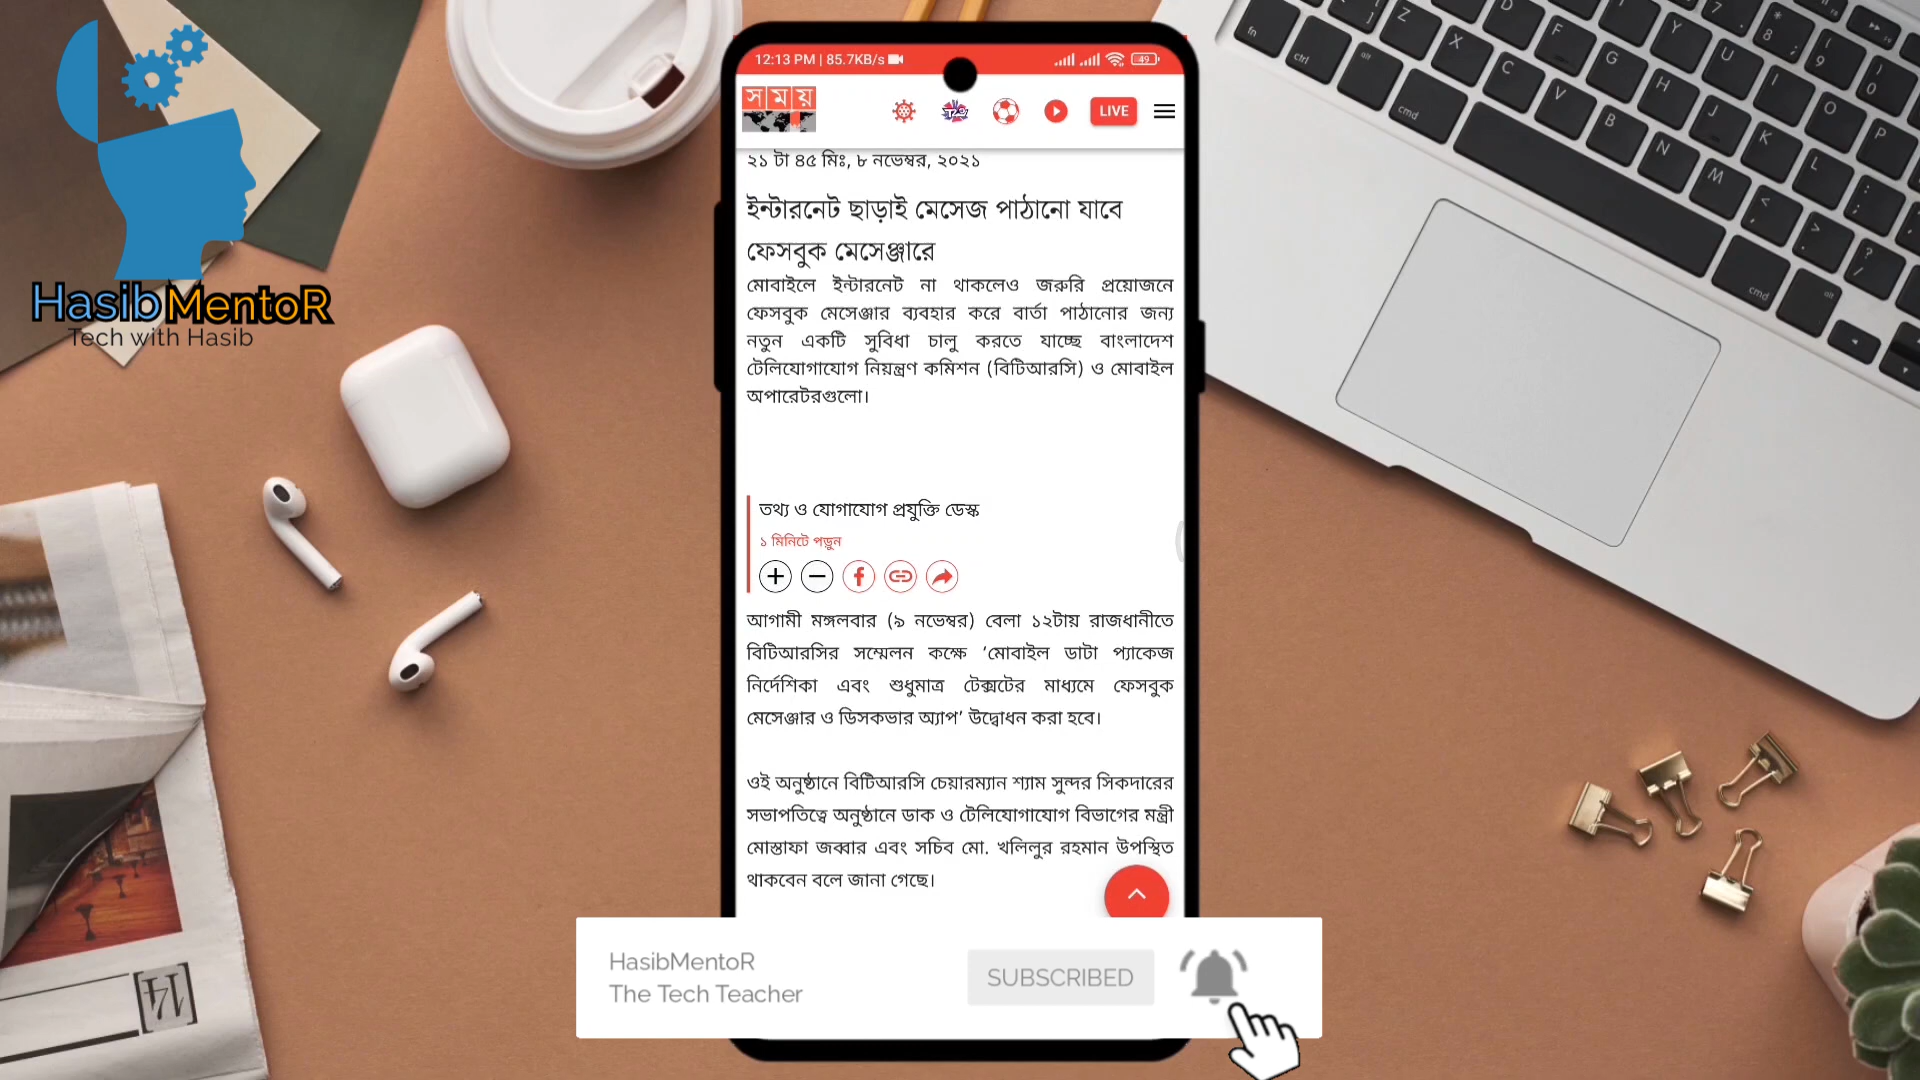 HasibMentoR
Tech with Hasib
12:13 PM | 85.7KB/s
49
সময়
T20
LIVE
২১ টা ৪৫ মিঃ, ৮ নভেম্বর, ২০২১
ইন্টারনেট ছাড়াই মেসেজ পাঠানো যাবে
ফেসবুক মেসেঞ্জারে
মোবাইলে ইন্টারনেট না থাকলেও জরুরি প্রয়োজনে
ফেসবুক মেসেঞ্জার ব্যবহার করে বার্তা পাঠানোর জন্য
নতুন একটি সুবিধা চালু করতে যাচ্ছে বাংলাদেশ
টেলিযোগাযোগ নিয়ন্ত্রণ কমিশন (বিটিআরসি) ও মোবাইল
অপারেটরগুলো।
তথ্য ও যোগাযোগ প্রযুক্তি ডেস্ক
১ মিনিটে পড়ুন
আগামী মঙ্গলবার (৯ নভেম্বর) বেলা ১২টায় রাজধানীতে
বিটিআরসির সম্মেলন কক্ষে ‘মোবাইল ডাটা প্যাকেজ
নির্দেশিকা এবং শুধুমাত্র টেক্সটের মাধ্যমে ফেসবুক
মেসেঞ্জার ও ডিসকভার অ্যাপ’ উদ্বোধন করা হবে।
ওই অনুষ্ঠানে বিটিআরসি চেয়ারম্যান শ্যাম সুন্দর সিকদারের
সভাপতিত্বে অনুষ্ঠানে ডাক ও টেলিযোগাযোগ বিভাগের মন্ত্রী
মোস্তাফা জব্বার এবং সচিব মো. খলিলুর রহমান উপস্থিত
থাকবেন বলে জানা গেছে।
HasibMentoR
The Tech Teacher
SUBSCRIBED